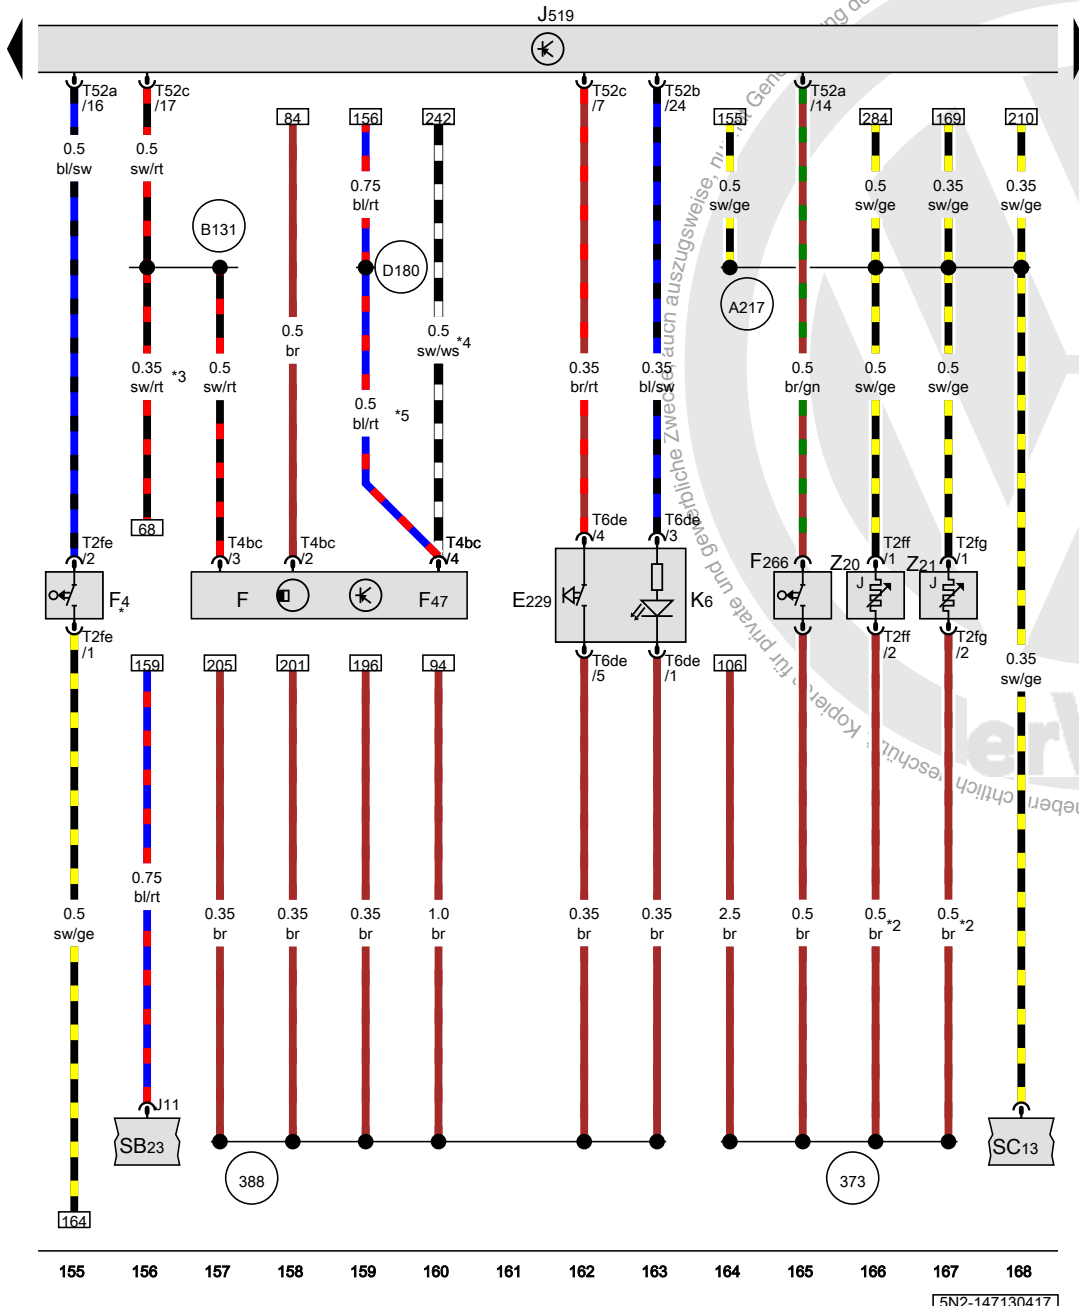 J519
T52a
/16
T52c
/17
T52c
/7
T52b
/24
T52a
/14
84
156
242
155
284
169
210
0.5
bl/sw
0.5
sw/rt
0.75
bl/rt
0.5
sw/ge
0.5
sw/ge
0.35
sw/ge
0.35
sw/ge
B131
D180
A217
0.35
sw/rt
*3
0.5
sw/rt
0.5
br
0.5
bl/rt
*5
0.5
sw/ws
*4
0.35
br/rt
0.35
bl/sw
0.5
br/gn
0.5
sw/ge
0.5
sw/ge
68
T2fe
/2
T4bc
/3
T4bc
/2
T4bc
/4
T6de
/4
T6de
/3
T2ff
/1
T2fg
/1
F4
*
F
F47
E229
K6
F266
Z20
J
Z21
J
T2fe
/1
T6de
/5
T6de
/1
T2ff
/2
T2fg
/2
159
205
201
196
94
106
0.35
sw/ge
0.75
bl/rt
0.5
sw/ge
0.35
br
0.35
br
0.35
br
1.0
br
0.35
br
0.35
br
2.5
br
0.5
br
0.5
br
*2
0.5
br
*2
J11
SB23
SC13
388
373
164
155 156 157 158 159 160 161 162 163 164 165 166 167 168
5N2-147130417